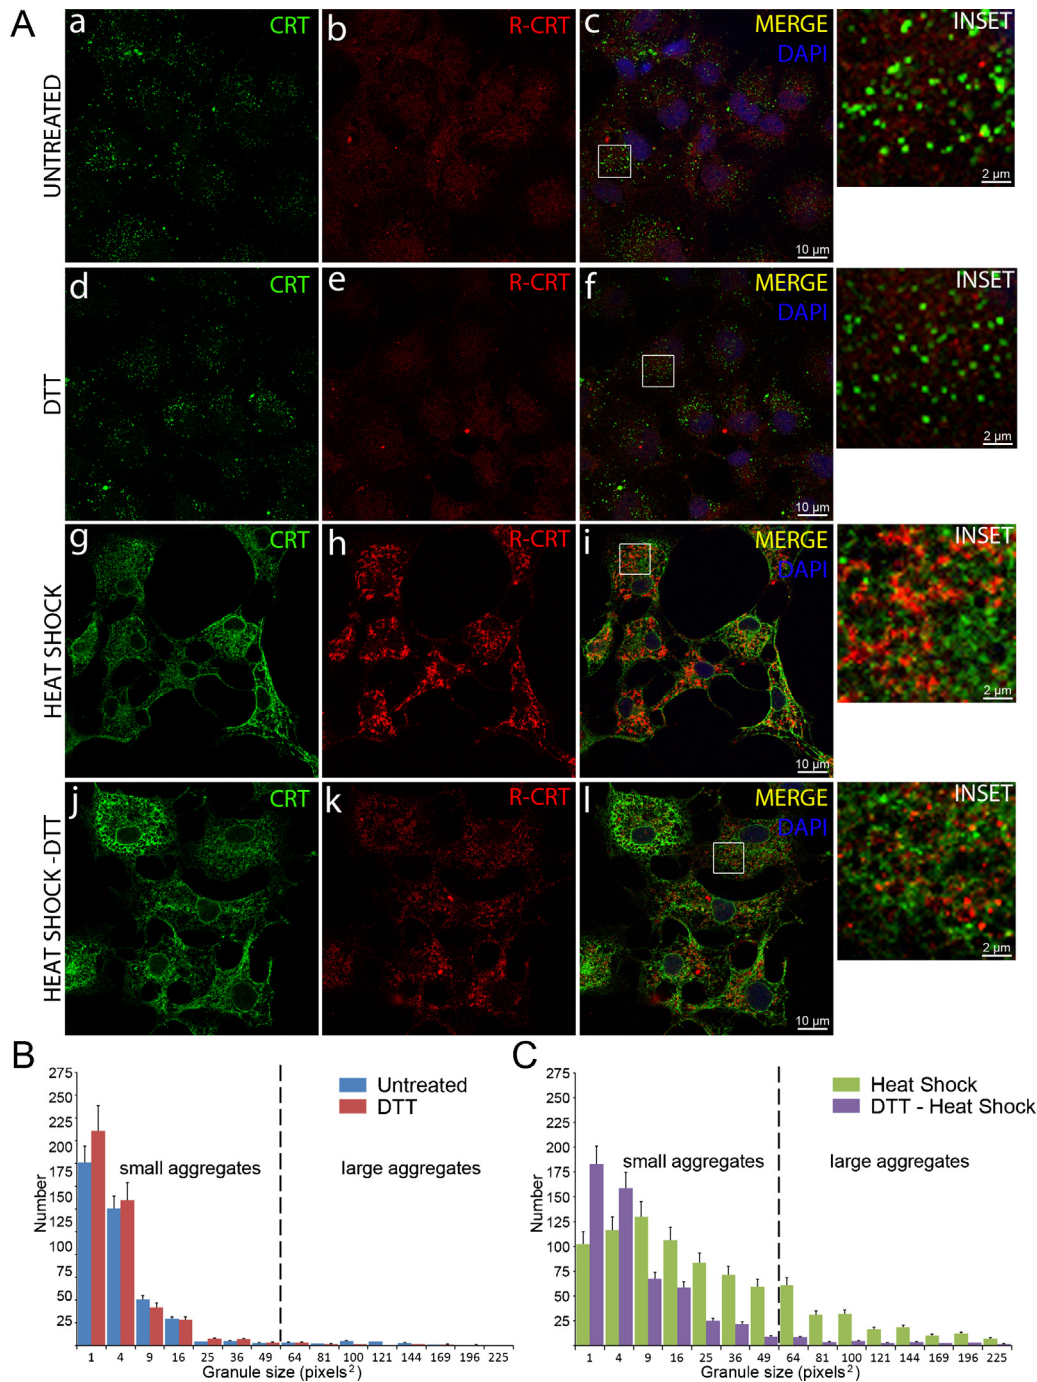 A
a CRT
b R-CRT
c MERGE
DAPI
INSET
UNTREATED
10 µm
2 µm
d CRT
e R-CRT
f MERGE
DAPI
INSET
DTT
10 µm
2 µm
g CRT
h R-CRT
i MERGE
DAPI
INSET
HEAT SHOCK
10 µm
2 µm
j CRT
k R-CRT
l MERGE
DAPI
INSET
HEAT SHOCK -DTT
10 µm
2 µm
B
275
250
225
200
175
150
125
100
75
50
25
Number
Untreated
DTT
small aggregates
large aggregates
1 4 9 16 25 36 49 64 81 100 121 144 169 196 225
Granule size (pixels²)
C
275
250
225
200
175
150
125
100
75
50
25
Number
Heat Shock
DTT - Heat Shock
small aggregates
large aggregates
1 4 9 16 25 36 49 64 81 100 121 144 169 196 225
Granule size (pixels²)